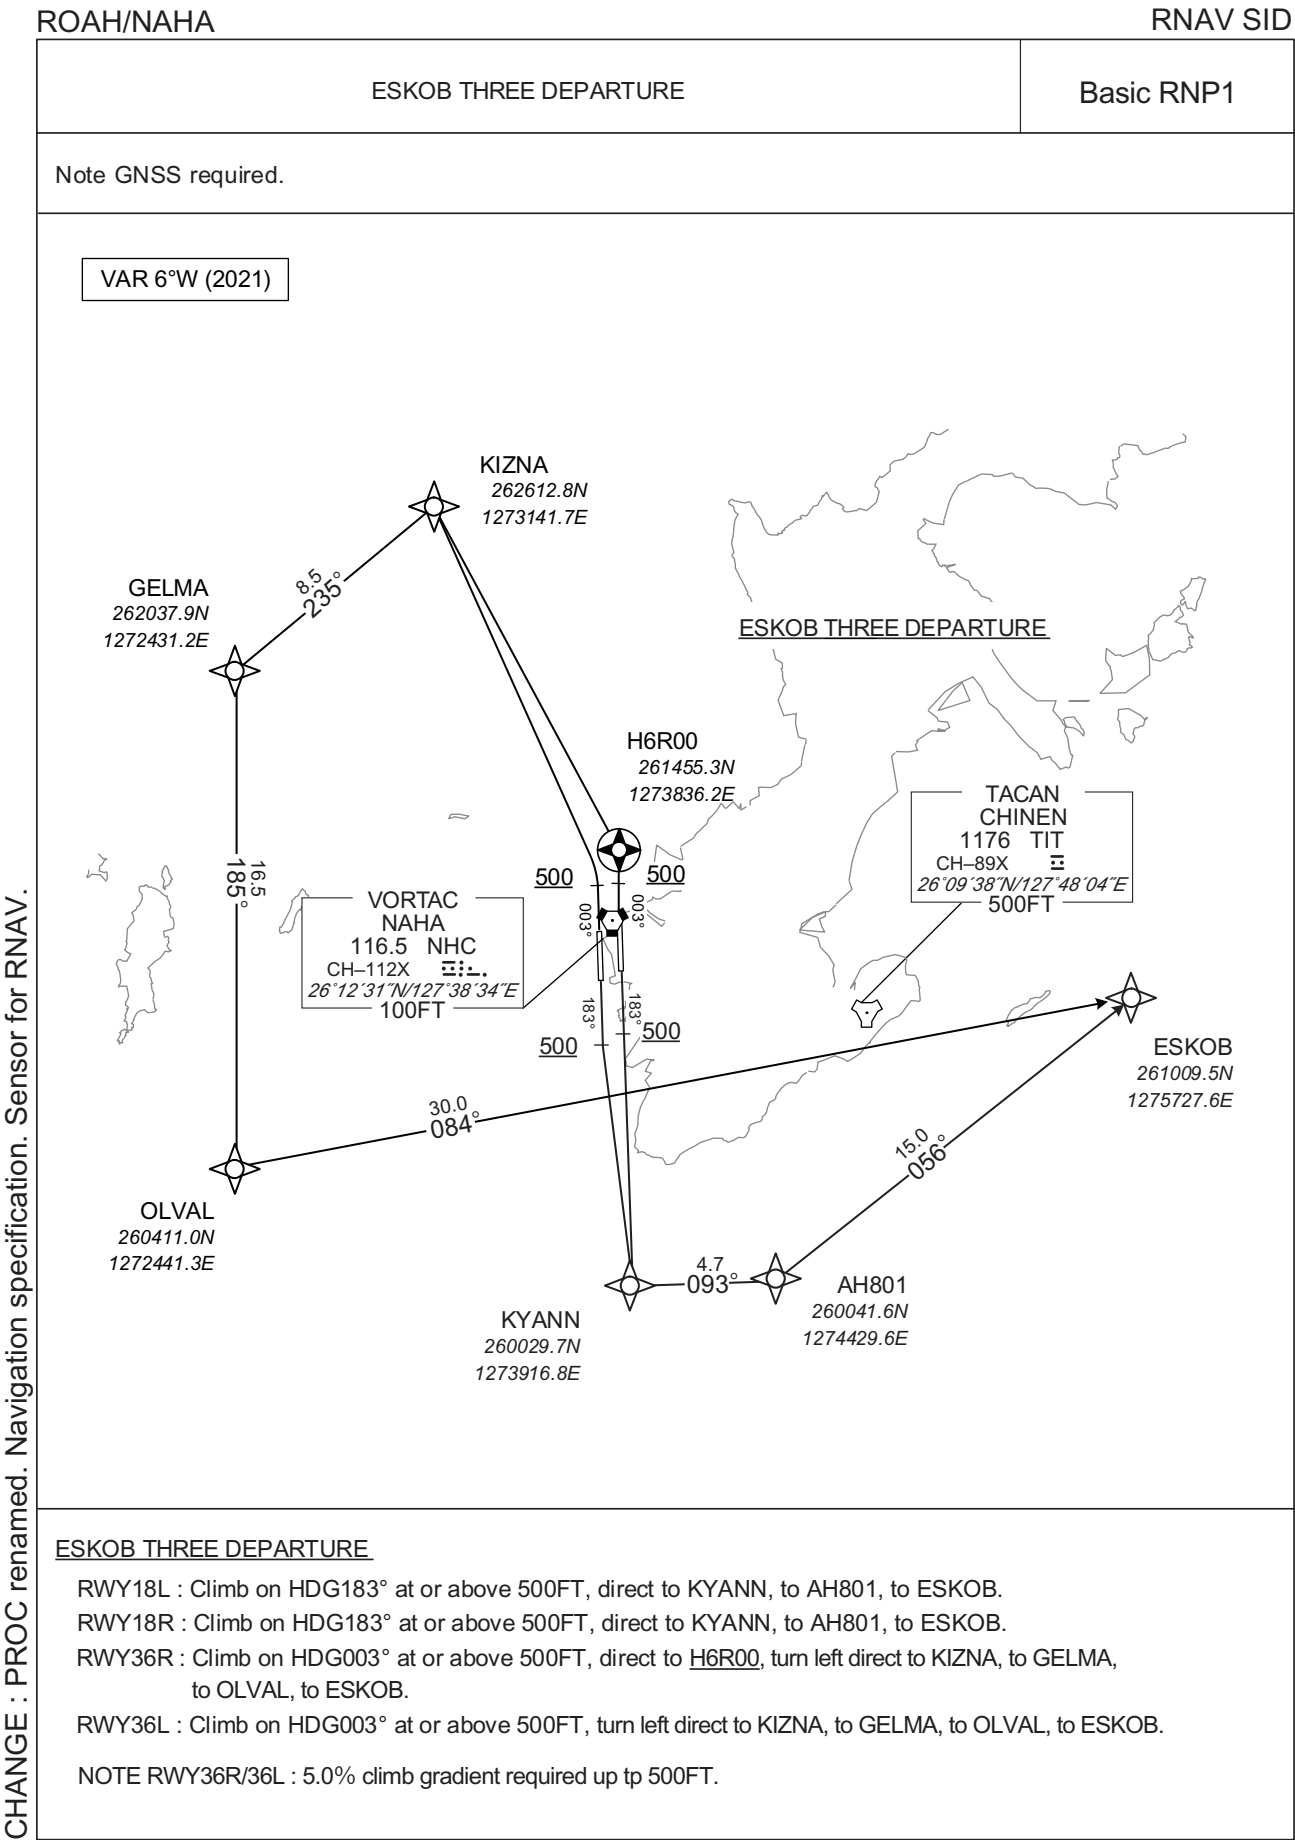 ROAH/NAHA
RNAV SID
ESKOB THREE DEPARTURE
Basic RNP1
Note GNSS required.
VAR 6°W (2021)
KIZNA
262612.8N
1273141.7E
GELMA
262037.9N
1272431.2E
8.5
235°
ESKOB THREE DEPARTURE
H6R00
261455.3N
1273836.2E
TACAN
CHINEN
1176 TIT
CH–89X
26°09´38˝N/127°48´04˝E
500FT
16.5
185°
500
500
003°
003°
VORTAC
NAHA
116.5 NHC
CH–112X
26°12´31˝N/127°38´34˝E
100FT
183°
183°
500
500
ESKOB
261009.5N
1275727.6E
30.0
084°
15.0
056°
OLVAL
260411.0N
1272441.3E
4.7
093°
AH801
260041.6N
1274429.6E
KYANN
260029.7N
1273916.8E
ESKOB THREE DEPARTURE
RWY18L : Climb on HDG183° at or above 500FT, direct to KYANN, to AH801, to ESKOB.
RWY18R : Climb on HDG183° at or above 500FT, direct to KYANN, to AH801, to ESKOB.
RWY36R : Climb on HDG003° at or above 500FT, direct to H6R00, turn left direct to KIZNA, to GELMA,
to OLVAL, to ESKOB.
RWY36L : Climb on HDG003° at or above 500FT, turn left direct to KIZNA, to GELMA, to OLVAL, to ESKOB.
NOTE RWY36R/36L : 5.0% climb gradient required up tp 500FT.
CHANGE : PROC renamed. Navigation specification. Sensor for RNAV.